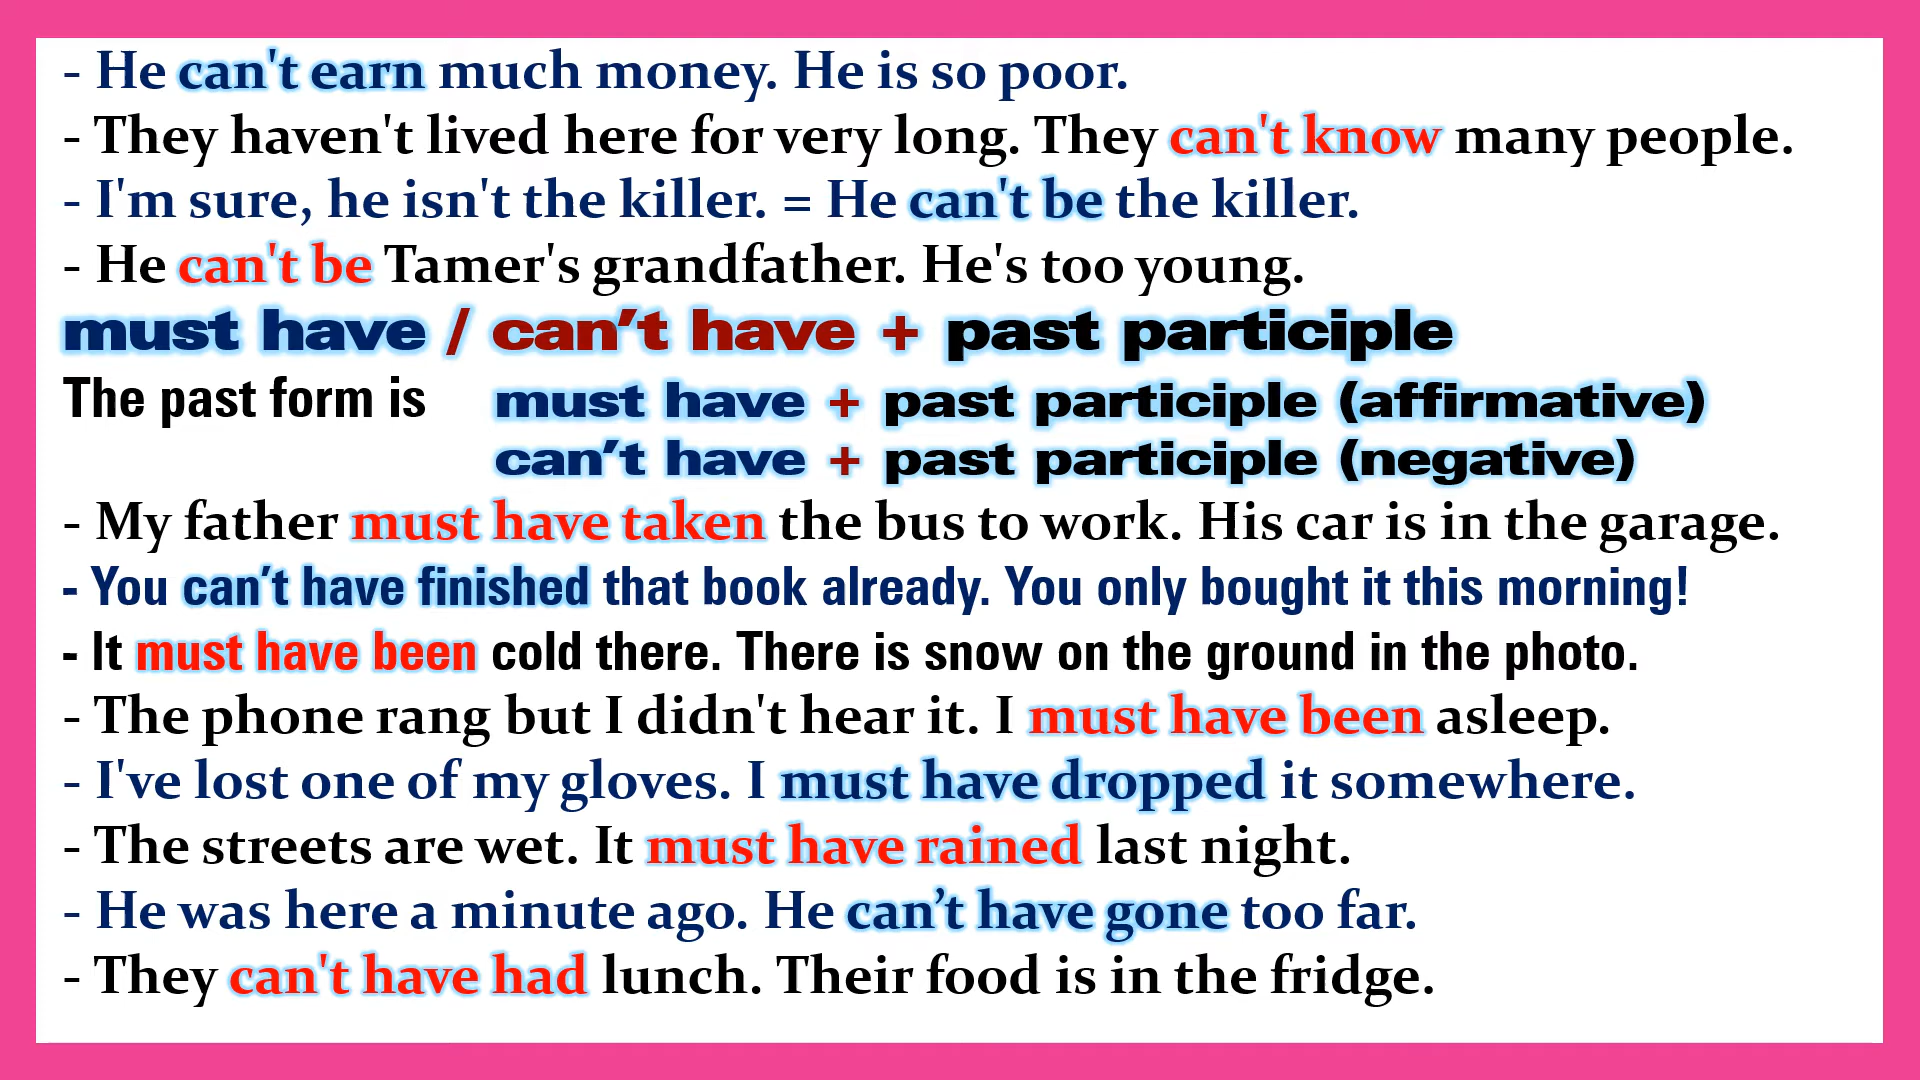 - He can't earn much money. He is so poor.
- They haven't lived here for very long. They can't know many people.
- I'm sure, he isn't the killer. = He can't be the killer.
- He can't be Tamer's grandfather. He's too young.
must have / can’t have + past participle
The past form is must have + past participle (affirmative)
can’t have + past participle (negative)
- My father must have taken the bus to work. His car is in the garage.
- You can’t have finished that book already. You only bought it this morning!
- It must have been cold there. There is snow on the ground in the photo.
- The phone rang but I didn't hear it. I must have been asleep.
- I've lost one of my gloves. I must have dropped it somewhere.
- The streets are wet. It must have rained last night.
- He was here a minute ago. He can’t have gone too far.
- They can't have had lunch. Their food is in the fridge.